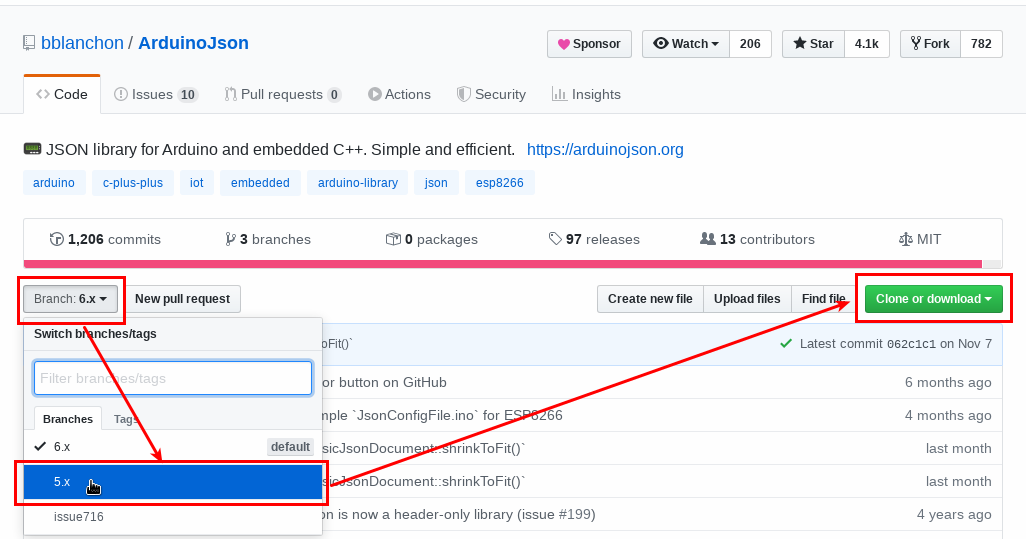 bblanchon / ArduinoJson
Sponsor
Watch 206
Star 4.1k
Fork 782
Code
Issues 10
Pull requests 0
Actions
Security
Insights
JSON library for Arduino and embedded C++. Simple and efficient. https://arduinojson.org
arduino c-plus-plus iot embedded arduino-library json esp8266
1,206 commits 3 branches 0 packages 97 releases 13 contributors MIT
Branch: 6.x New pull request Create new file Upload files Find file Clone or download
Switch branches/tags
Filter branches/tags
Branches Tags
6.x default
5.x
issue716
oFit()` Latest commit 062c1c1 on Nov 7
or button on GitHub 6 months ago
mple `JsonConfigFile.ino` for ESP8266 4 months ago
sicJsonDocument::shrinkToFit()` last month
sicJsonDocument::shrinkToFit()` last month
on is now a header-only library (issue #199) 4 years ago